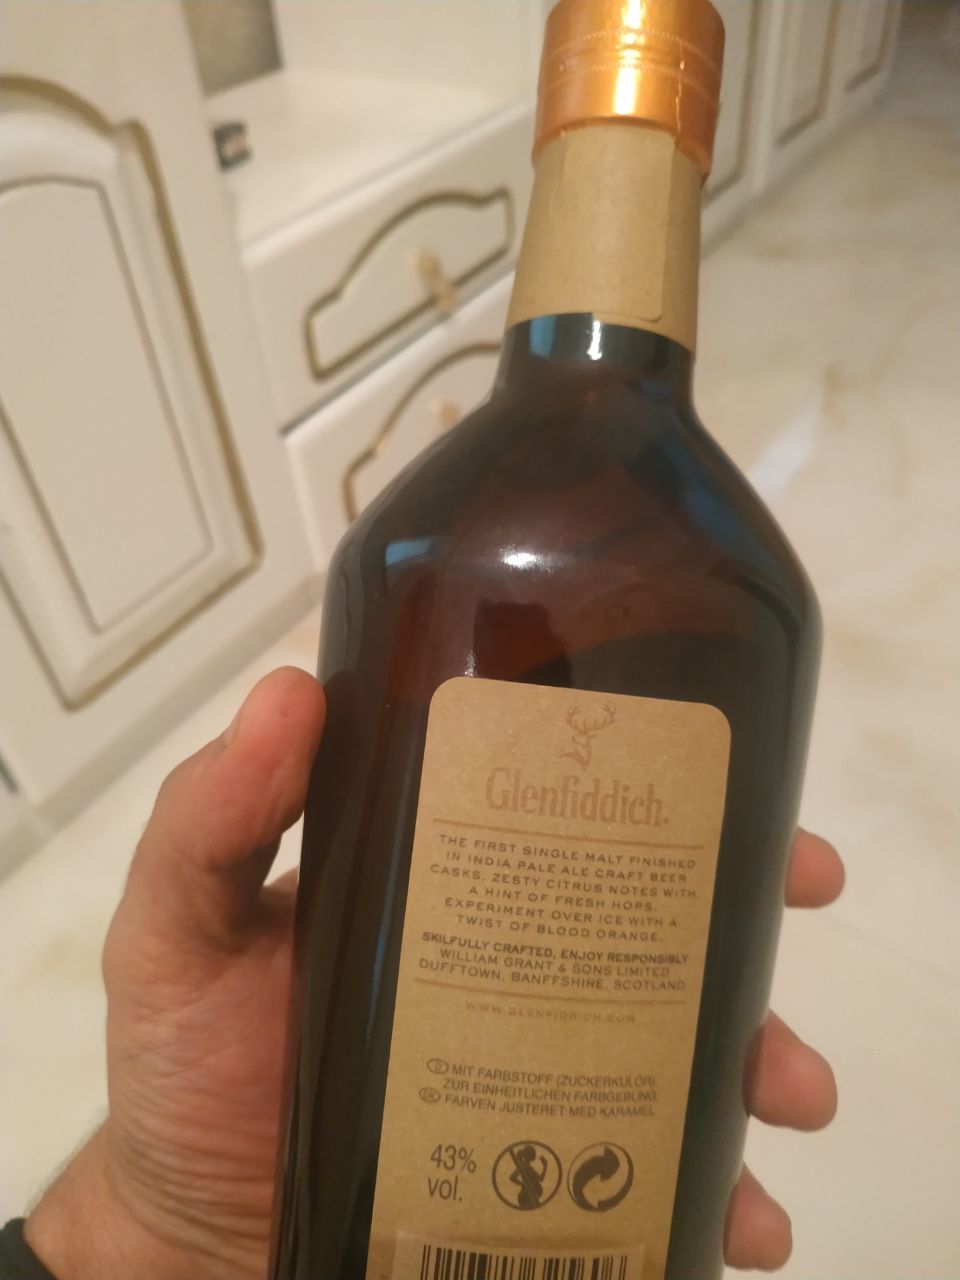 Glenfiddich.
THE FIRST SINGLE MALT FINISHED
IN INDIA PALE ALE CRAFT BEER
CASKS. ZESTY CITRUS NOTES WITH
A HINT OF FRESH HOPS.
EXPERIMENT OVER ICE WITH A
TWIST OF BLOOD ORANGE.
SKILFULLY CRAFTED, ENJOY RESPONSIBLY
WILLIAM GRANT & SONS LIMITED
DUFFTOWN, BANFFSHIRE, SCOTLAND
WWW.GLENFIDDICH.COM
D MIT FARBSTOFF (ZUCKERKULÖR)
ZUR EINHEITLICHEN FARBGEBUNG.
DK FARVEN JUSTERET MED KARAMEL
43%
vol.